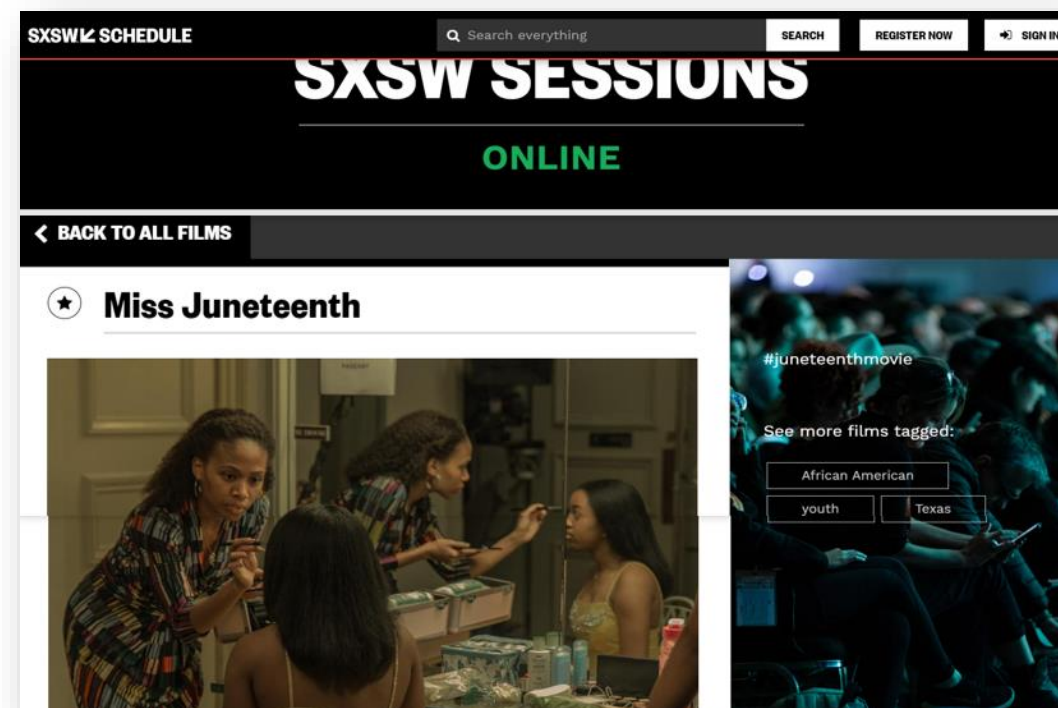 SXSW SCHEDULE
Search everything
SEARCH
REGISTER NOW
SIGN IN
SXSW SESSIONS
ONLINE
BACK TO ALL FILMS
Miss Juneteenth
#juneteenthmovie
See more films tagged:
African American
youth
Texas